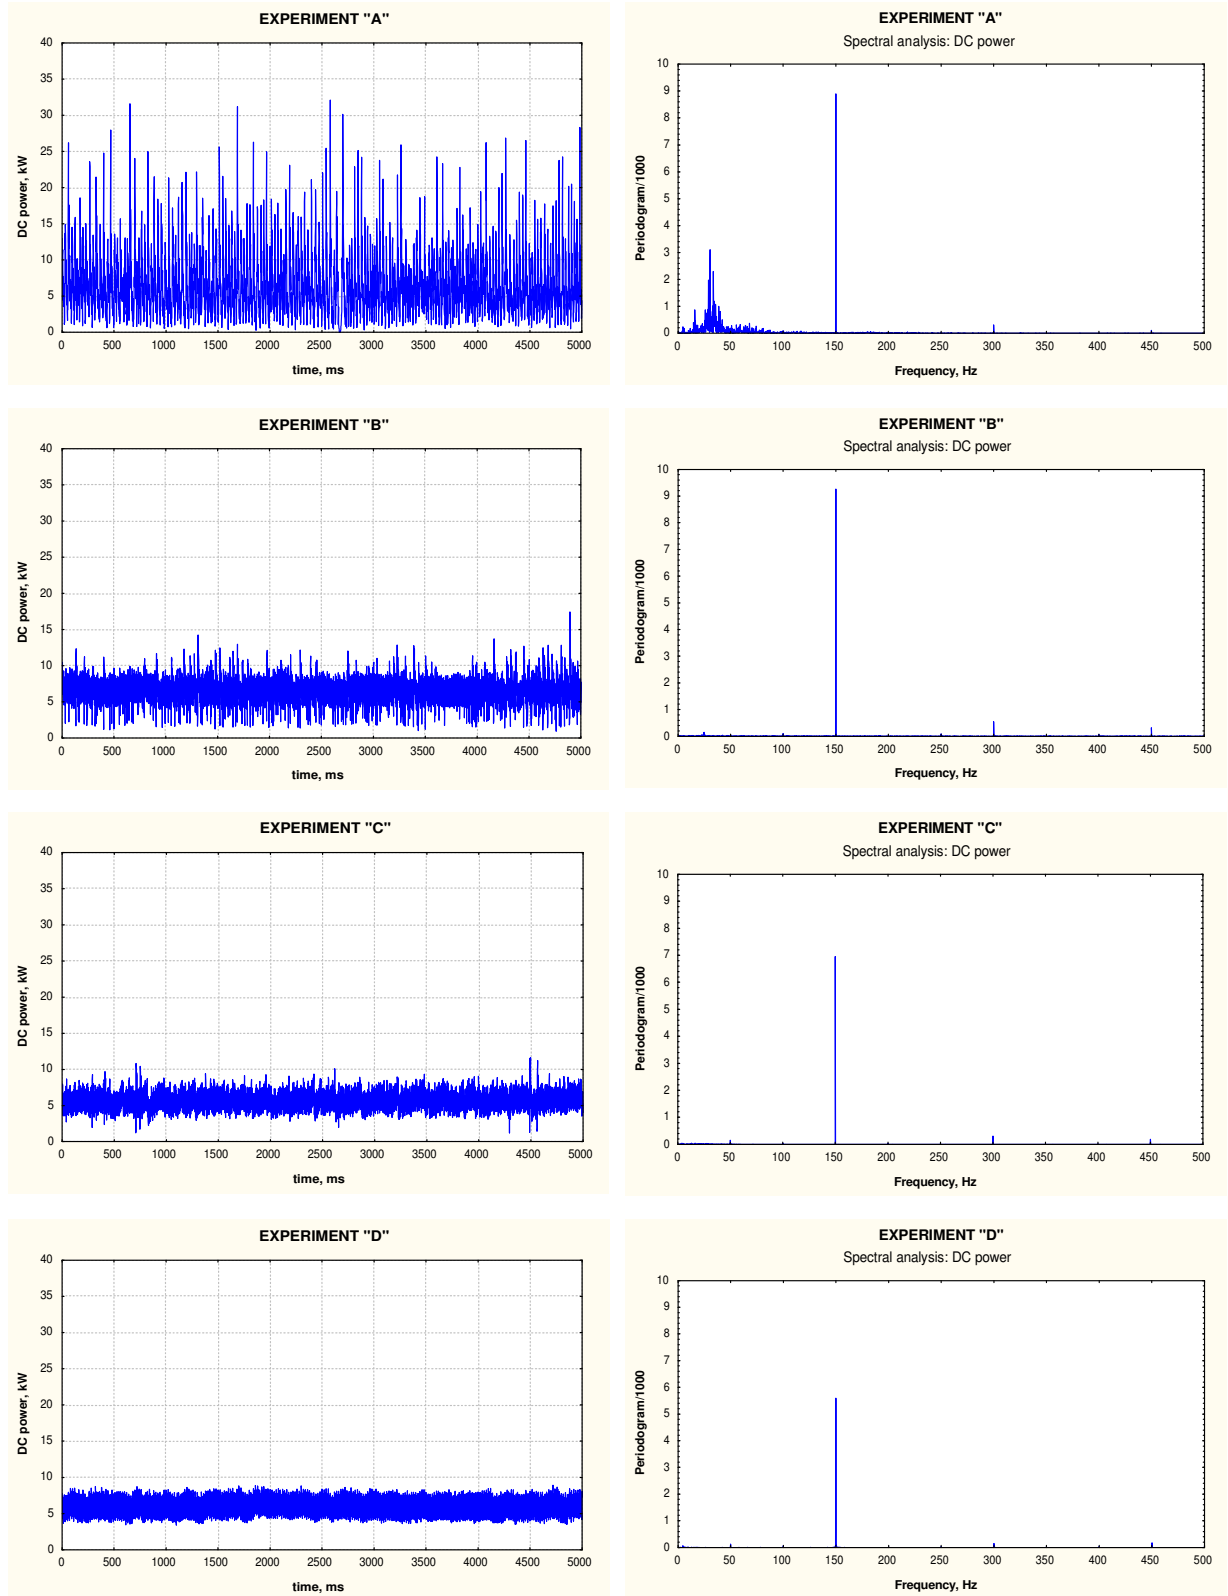 EXPERIMENT "A"
40
35
30
25
20
15
10
5
0
DC power, kW
0 500 1000 1500 2000 2500 3000 3500 4000 4500 5000
time, ms
EXPERIMENT "A"
Spectral analysis: DC power
10
9
8
7
6
5
4
3
2
1
0
Periodogram/1000
0 50 100 150 200 250 300 350 400 450 500
Frequency, Hz
EXPERIMENT "B"
40
35
30
25
20
15
10
5
0
DC power, kW
0 500 1000 1500 2000 2500 3000 3500 4000 4500 5000
time, ms
EXPERIMENT "B"
Spectral analysis: DC power
10
9
8
7
6
5
4
3
2
1
0
Periodogram/1000
0 50 100 150 200 250 300 350 400 450 500
Frequency, Hz
EXPERIMENT "C"
40
35
30
25
20
15
10
5
0
DC power, kW
0 500 1000 1500 2000 2500 3000 3500 4000 4500 5000
time, ms
EXPERIMENT "C"
Spectral analysis: DC power
10
9
8
7
6
5
4
3
2
1
0
Periodogram/1000
0 50 100 150 200 250 300 350 400 450 500
Frequency, Hz
EXPERIMENT "D"
40
35
30
25
20
15
10
5
0
DC power, kW
0 500 1000 1500 2000 2500 3000 3500 4000 4500 5000
time, ms
EXPERIMENT "D"
Spectral analysis: DC power
10
9
8
7
6
5
4
3
2
1
0
Periodogram/1000
0 50 100 150 200 250 300 350 400 450 500
Frequency, Hz